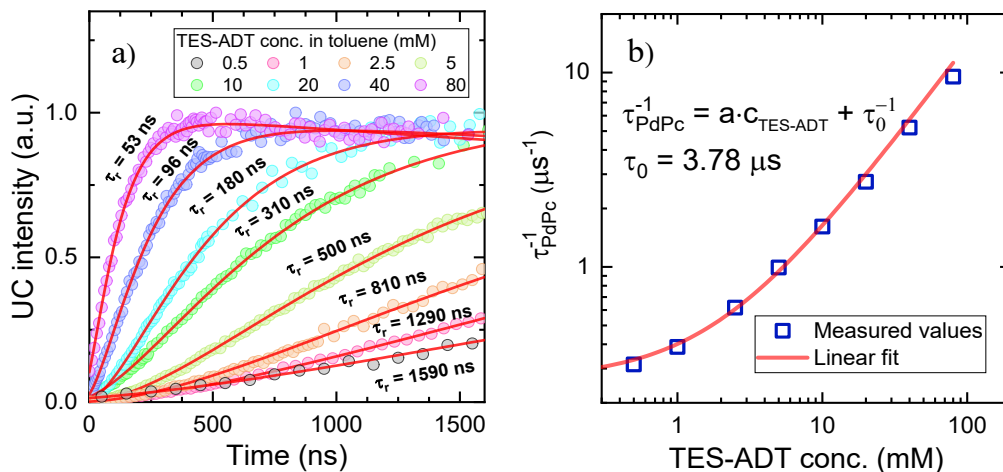 a)
TES-ADT conc. in toluene (mM)
0.5 1 2.5 5
10 20 40 80
UC intensity (a.u.)
1.0
0.5
0.0
τr = 53 ns
τr = 96 ns
τr = 180 ns
τr = 310 ns
τr = 500 ns
τr = 810 ns
τr = 1290 ns
τr = 1590 ns
0 500 1000 1500
Time (ns)
b)
τ⁻¹PdPc (μs⁻¹)
10
1
τ⁻¹PdPc = a·cTES-ADT + τ₀⁻¹
τ₀ = 3.78 μs
Measured values
Linear fit
1 10 100
TES-ADT conc. (mM)